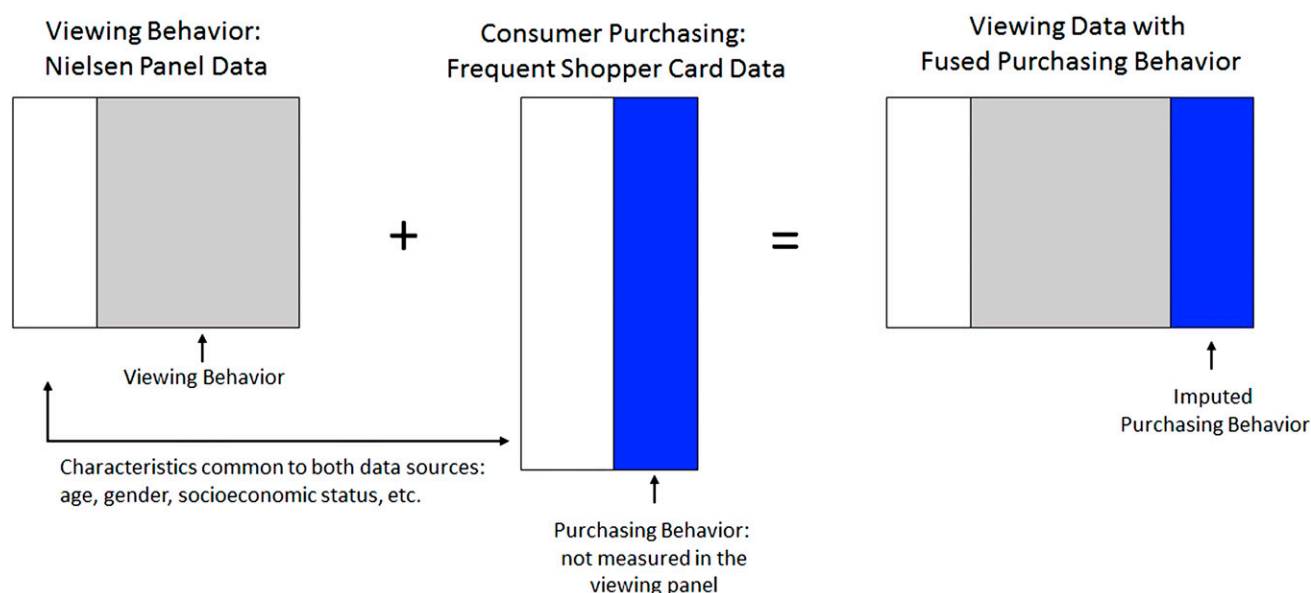 Viewing Behavior:
Nielsen Panel Data
Consumer Purchasing:
Frequent Shopper Card Data
Viewing Data with
Fused Purchasing Behavior
+
=
Viewing Behavior
Characteristics common to both data sources:
age, gender, socioeconomic status, etc.
Purchasing Behavior:
not measured in the
viewing panel
Imputed
Purchasing Behavior